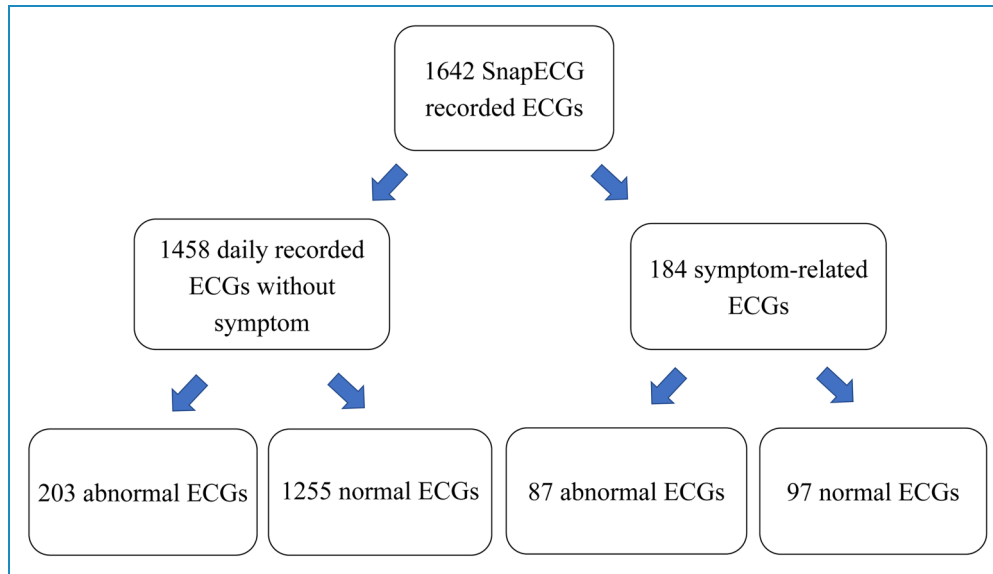 1642 SnapECG
recorded ECGs
1458 daily recorded
ECGs without
symptom
184 symptom-related
ECGs
203 abnormal ECGs
1255 normal ECGs
87 abnormal ECGs
97 normal ECGs